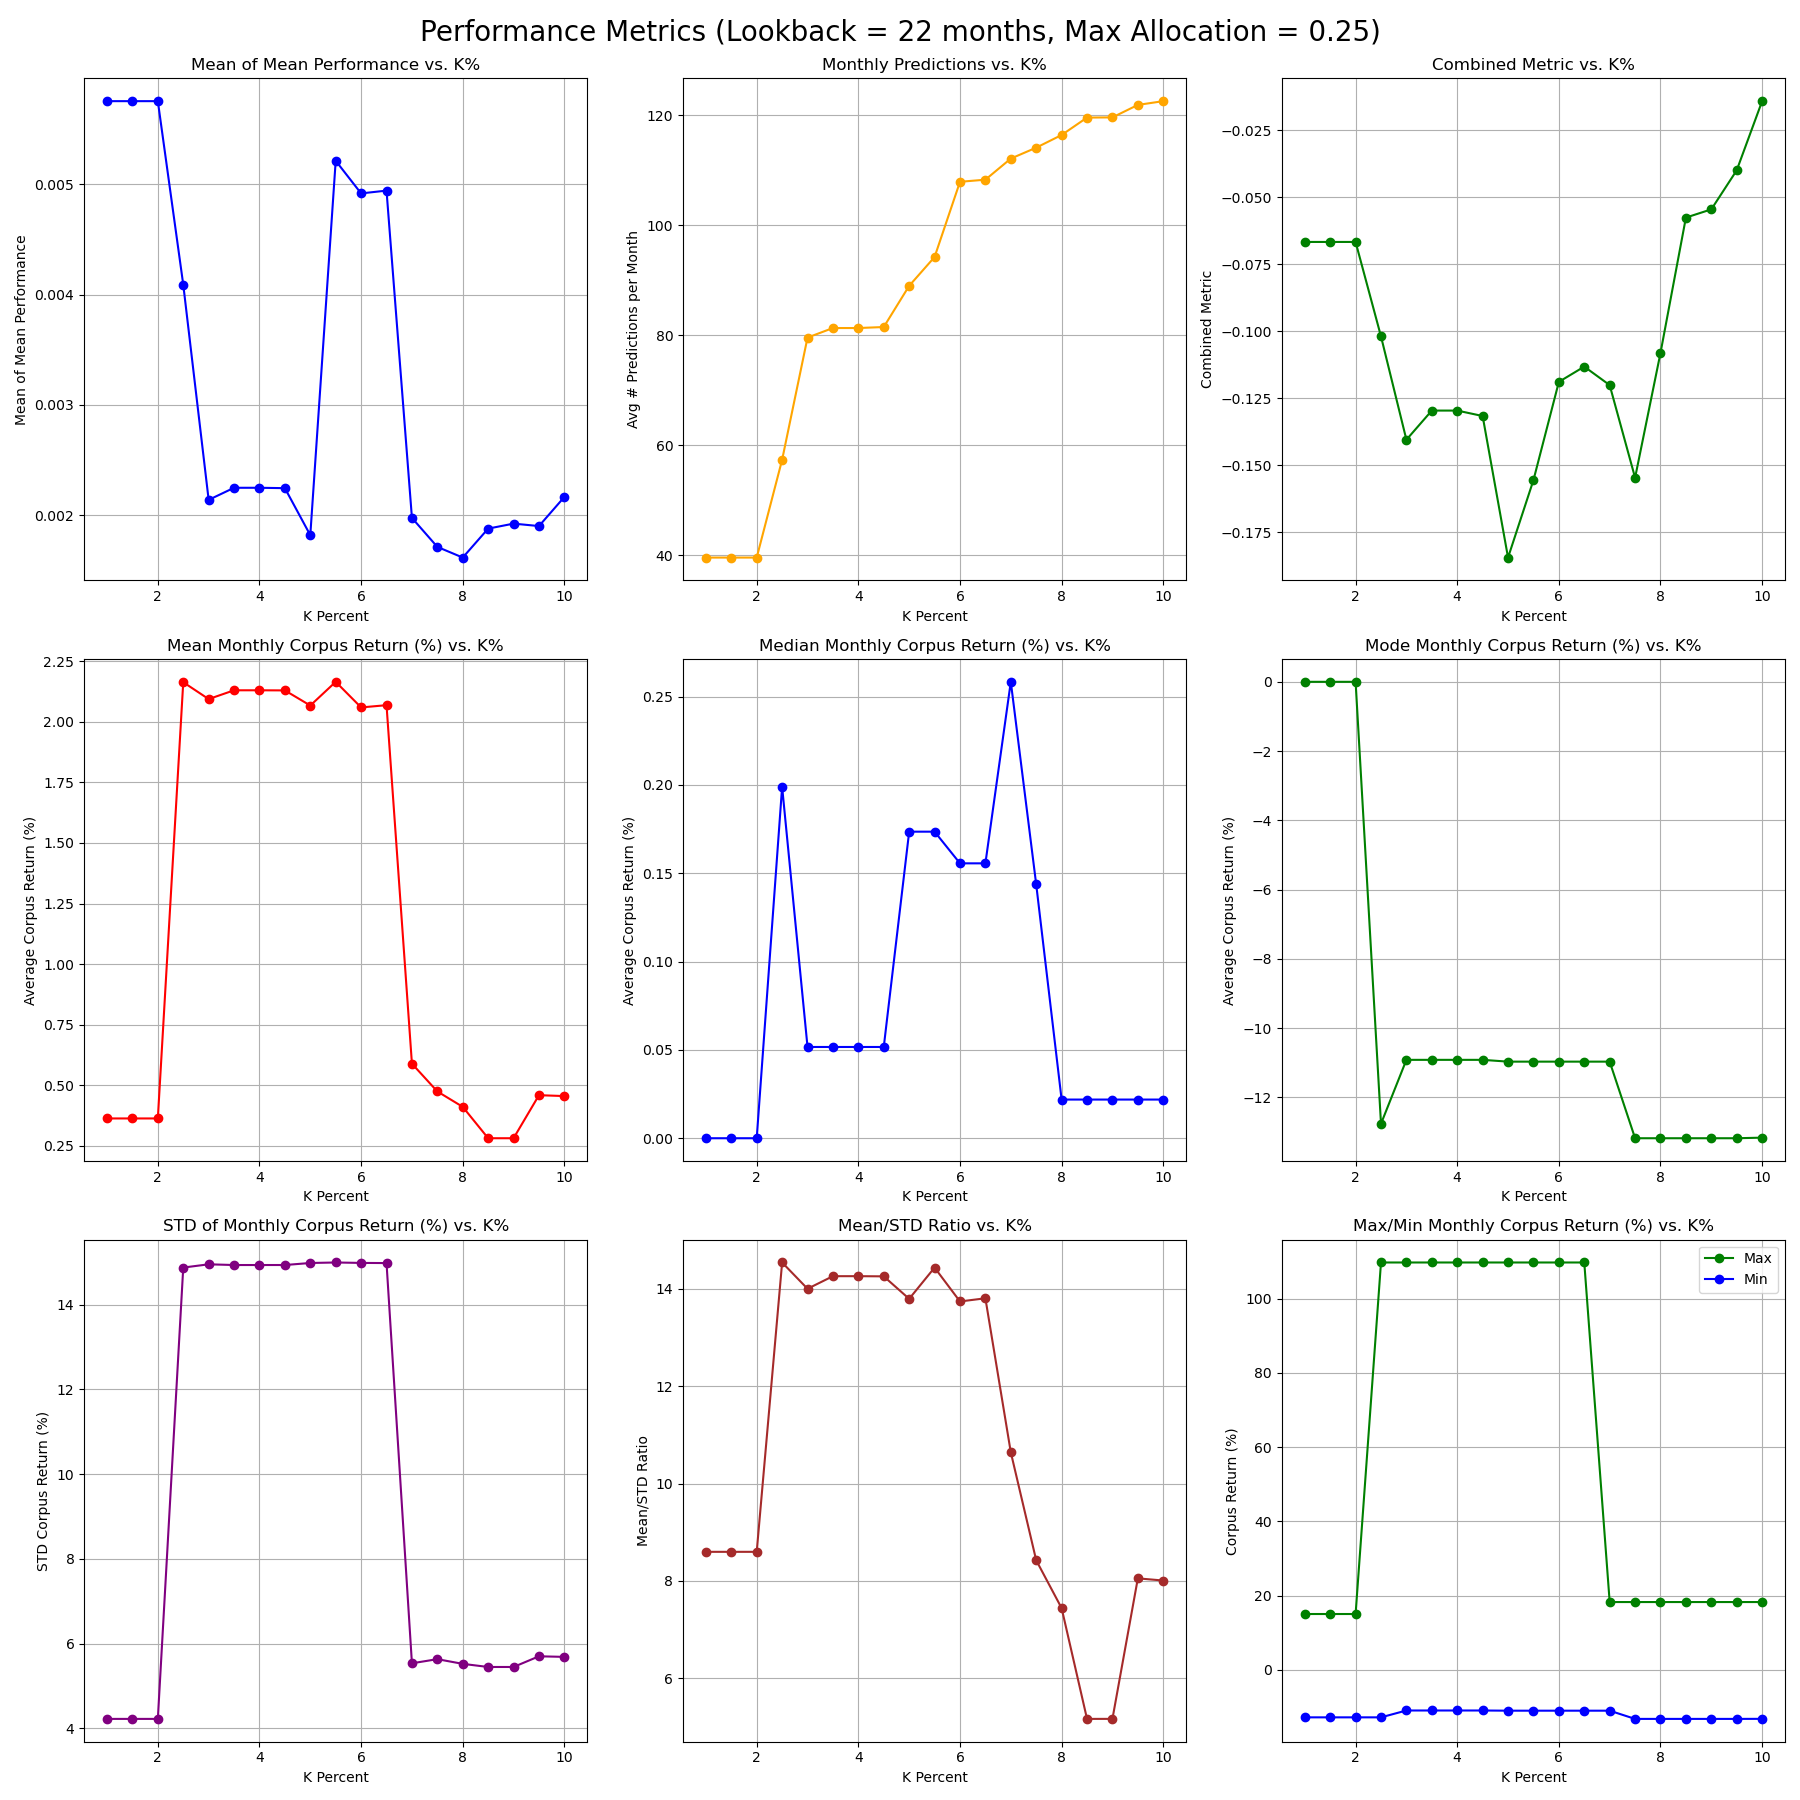 Performance Metrics (Lookback = 22 months, Max Allocation = 0.25)
Mean of Mean Performance vs. K%
Mean of Mean Performance
0.005
0.004
0.003
0.002
2 4 6 8 10
K Percent
Monthly Predictions vs. K%
Avg # Predictions per Month
120
100
80
60
40
2 4 6 8 10
K Percent
Combined Metric vs. K%
Combined Metric
−0.025
−0.050
−0.075
−0.100
−0.125
−0.150
−0.175
2 4 6 8 10
K Percent
Mean Monthly Corpus Return (%) vs. K%
Average Corpus Return (%)
2.25
2.00
1.75
1.50
1.25
1.00
0.75
0.50
0.25
2 4 6 8 10
K Percent
Median Monthly Corpus Return (%) vs. K%
Average Corpus Return (%)
0.25
0.20
0.15
0.10
0.05
0.00
2 4 6 8 10
K Percent
Mode Monthly Corpus Return (%) vs. K%
Average Corpus Return (%)
0
−2
−4
−6
−8
−10
−12
2 4 6 8 10
K Percent
STD of Monthly Corpus Return (%) vs. K%
STD Corpus Return (%)
14
12
10
8
6
4
2 4 6 8 10
K Percent
Mean/STD Ratio vs. K%
Mean/STD Ratio
14
12
10
8
6
2 4 6 8 10
K Percent
Max/Min Monthly Corpus Return (%) vs. K%
Corpus Return (%)
Max
Min
100
80
60
40
20
0
2 4 6 8 10
K Percent